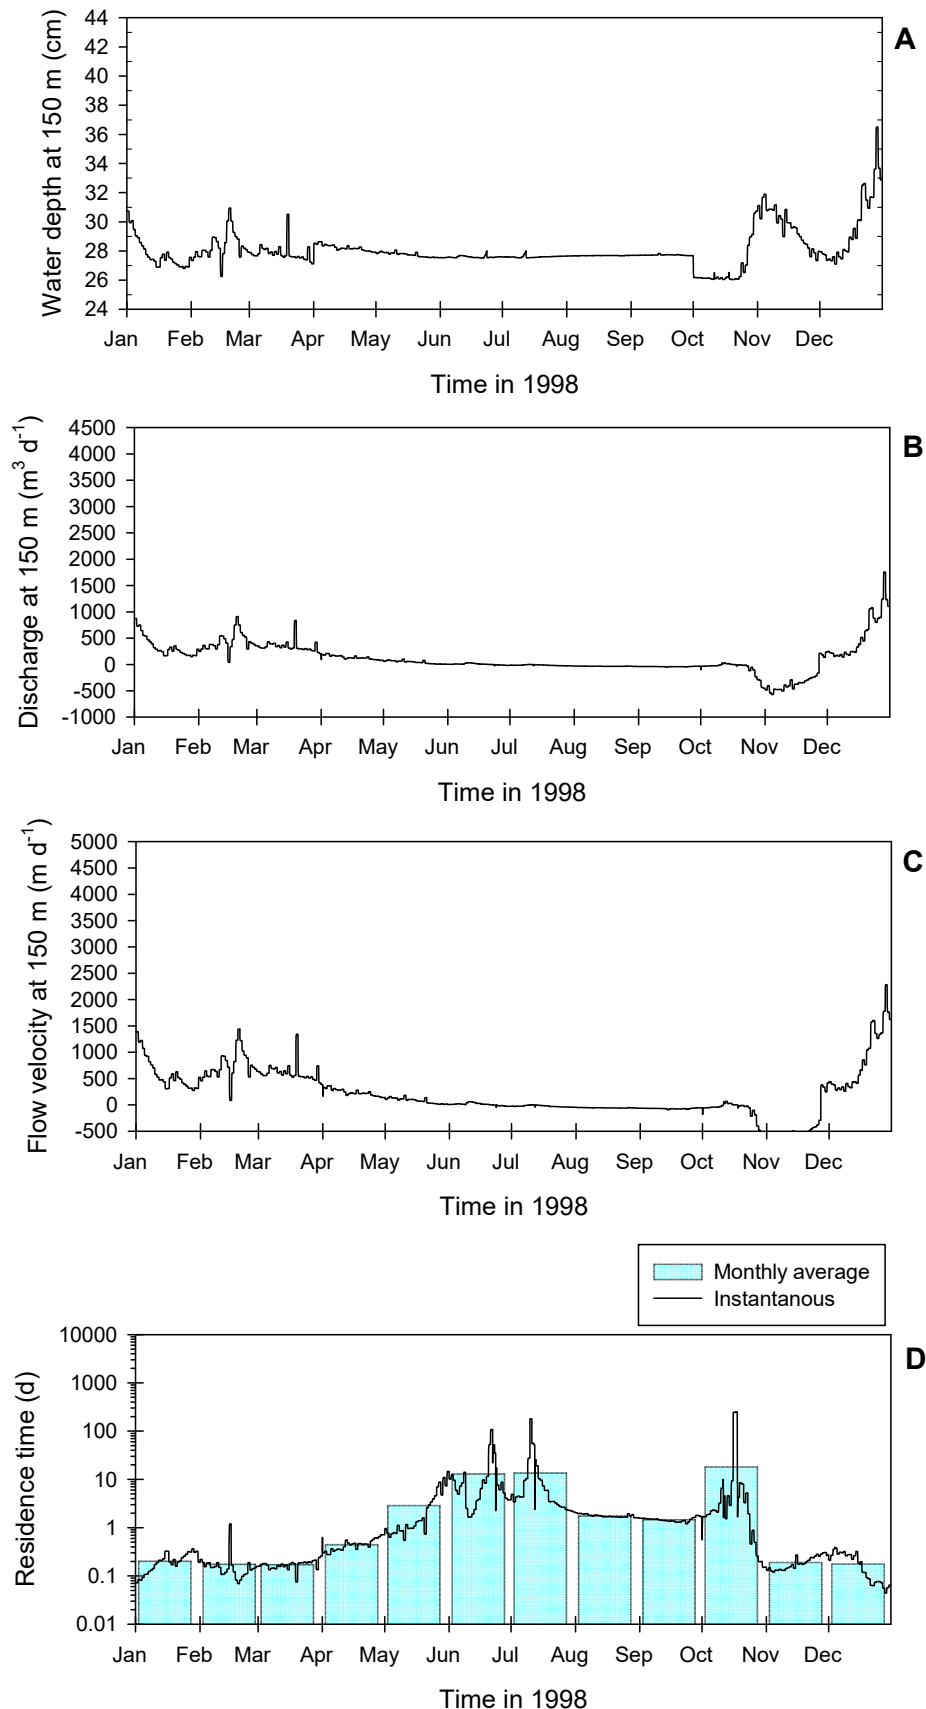 A
Water depth at 150 m (cm)
44
42
40
38
36
34
32
30
28
26
24
Jan Feb Mar Apr May Jun Jul Aug Sep Oct Nov Dec
Time in 1998
B
Discharge at 150 m (m³ d⁻¹)
4500
4000
3500
3000
2500
2000
1500
1000
500
0
-500
-1000
Jan Feb Mar Apr May Jun Jul Aug Sep Oct Nov Dec
Time in 1998
C
Flow velocity at 150 m (m d⁻¹)
5000
4500
4000
3500
3000
2500
2000
1500
1000
500
0
-500
Jan Feb Mar Apr May Jun Jul Aug Sep Oct Nov Dec
Time in 1998
Monthly average
Instantanous
D
Residence time (d)
10000
1000
100
10
1
0.1
0.01
Jan Feb Mar Apr May Jun Jul Aug Sep Oct Nov Dec
Time in 1998